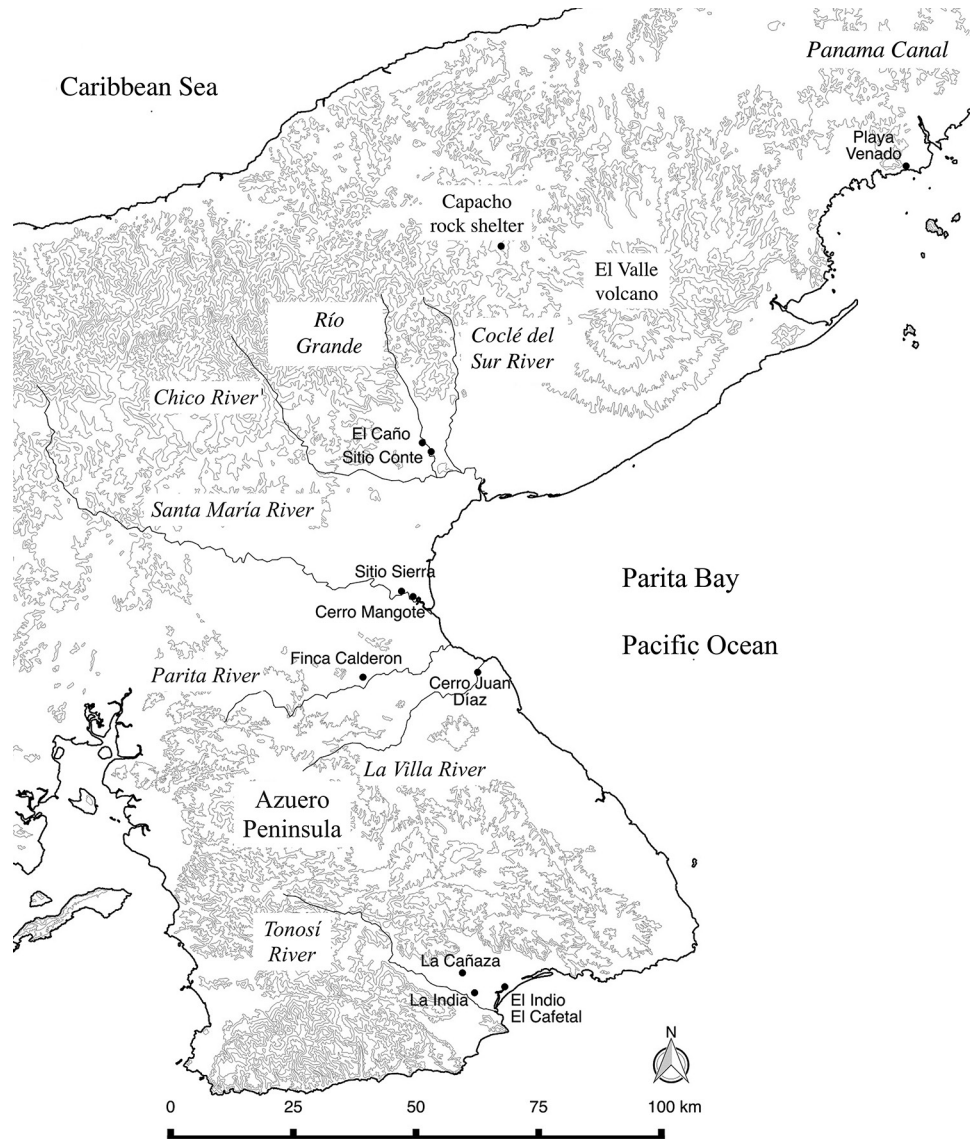 Panama Canal
Caribbean Sea
Playa
Venado
Capacho
rock shelter
El Valle
volcano
Río
Grande
Coclé del
Sur River
Chico River
El Caño
Sitio Conte
Santa María River
Sitio Sierra
Parita Bay
Cerro Mangote
Pacific Ocean
Finca Calderon
Parita River
Cerro Juan
Díaz
La Villa River
Azuero
Peninsula
Tonosí
River
La Cañaza
La India
El Indio
El Cafetal
N
0 25 50 75 100 km